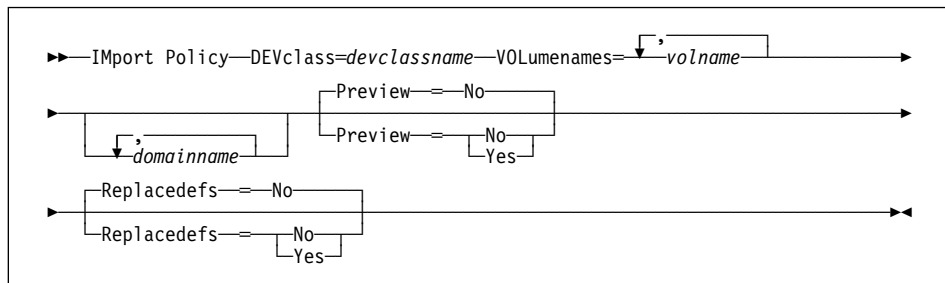 ,
IMport Policy DEVclass=devclassname VOLumenames= volname
Preview = No
,
domainname
Preview = No
Yes
Replacedefs = No
Replacedefs = No
Yes